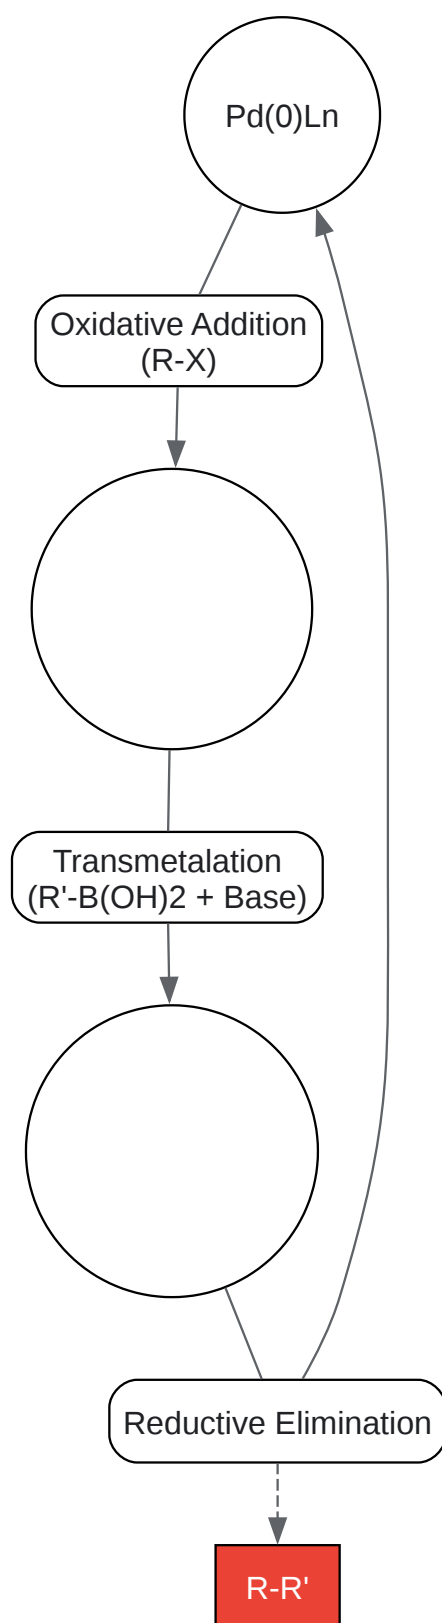 Pd(0)Ln
Oxidative Addition
(R-X)
Transmetalation
(R'-B(OH)2 + Base)
Reductive Elimination
R-R'